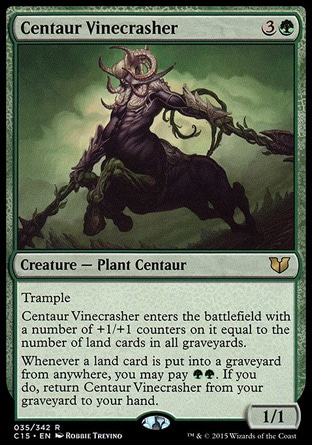 Centaur Vinecrasher 3
Creature — Plant Centaur
Trample
Centaur Vinecrasher enters the battlefield with
a number of +1/+1 counters on it equal to the
number of land cards in all graveyards.
Whenever a land card is put into a graveyard
from anywhere, you may pay . If you
do, return Centaur Vinecrasher from your
graveyard to your hand.
1/1
035/342 R
C15 • EN Robbie Trevino
™ & © 2015 Wizards of the Coast